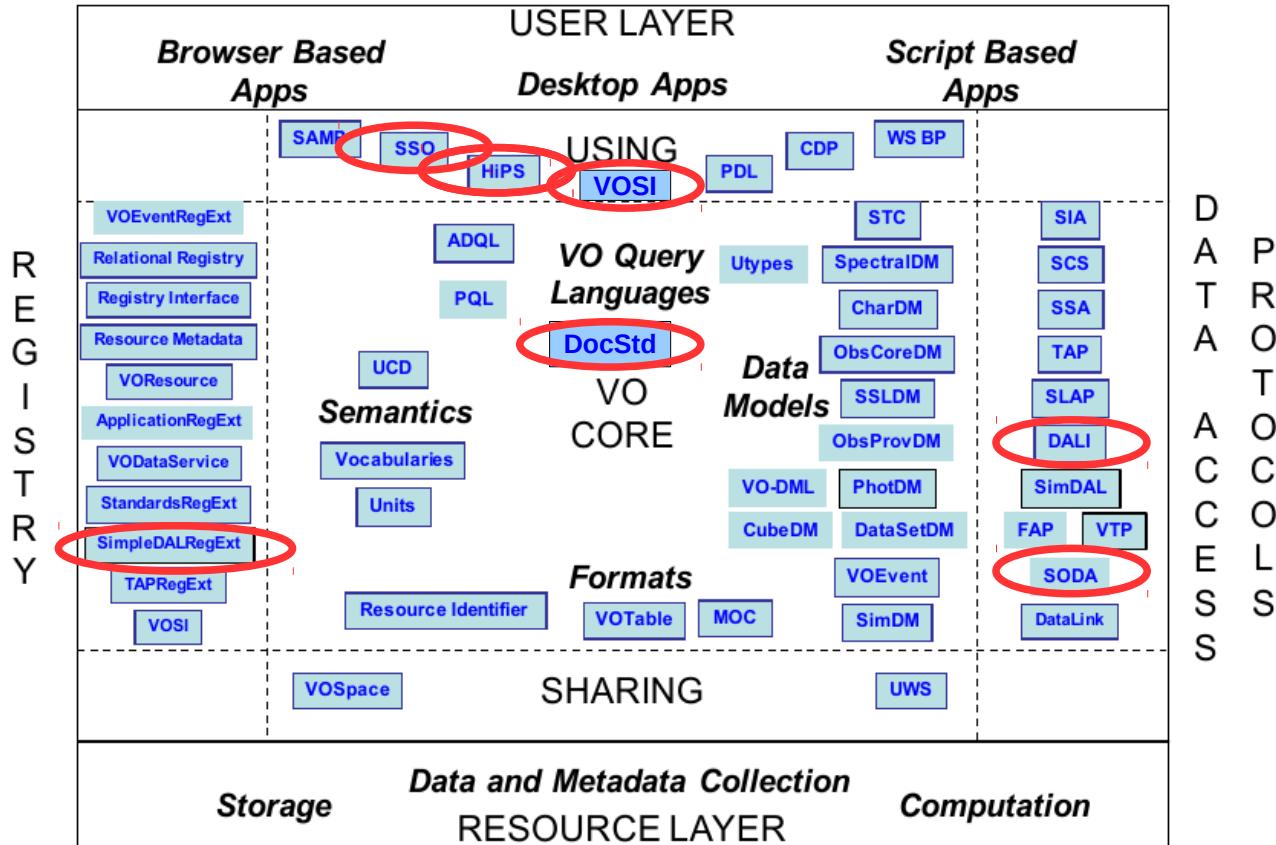 USER LAYER
Browser Based
Apps
Desktop Apps
Script Based
Apps
SAMP
SSO
HiPS
USING
VOSI
PDL
CDP
WS BP
REGISTRY
VOEventRegExt
Relational Registry
Registry Interface
Resource Metadata
VOResource
ApplicationRegExt
VODataService
StandardsRegExt
SimpleDALRegExt
TAPRegExt
VOSI
ADQL
PQL
VO Query
Languages
DocStd
VO
CORE
UCD
Semantics
Vocabularies
Units
Resource Identifier
Formats
VOTable
MOC
Utypes
Data
Models
VO-DML
CubeDM
STC
SpectralDM
CharDM
ObsCoreDM
SSLDM
ObsProvDM
PhotDM
DataSetDM
VOEvent
SimDM
SIA
SCS
SSA
TAP
SLAP
DALI
SimDAL
FAP
VTP
SODA
DataLink
DATA ACCESS
PROTOCOLS
VOSpace
SHARING
UWS
Storage
Data and Metadata Collection
Computation
RESOURCE LAYER